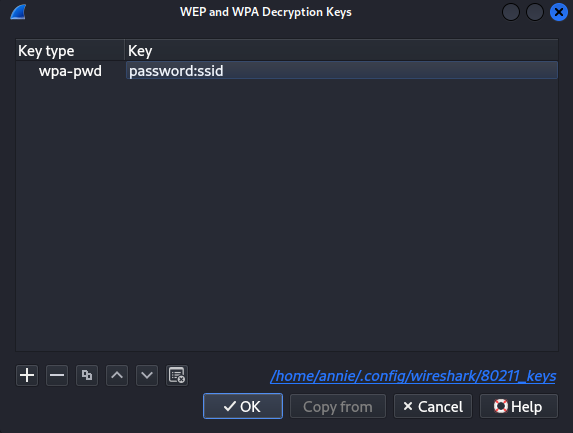 WEP and WPA Decryption Keys
Key type Key
wpa-pwd password:ssid
/home/annie/.config/wireshark/80211_keys
OK Copy from Cancel Help